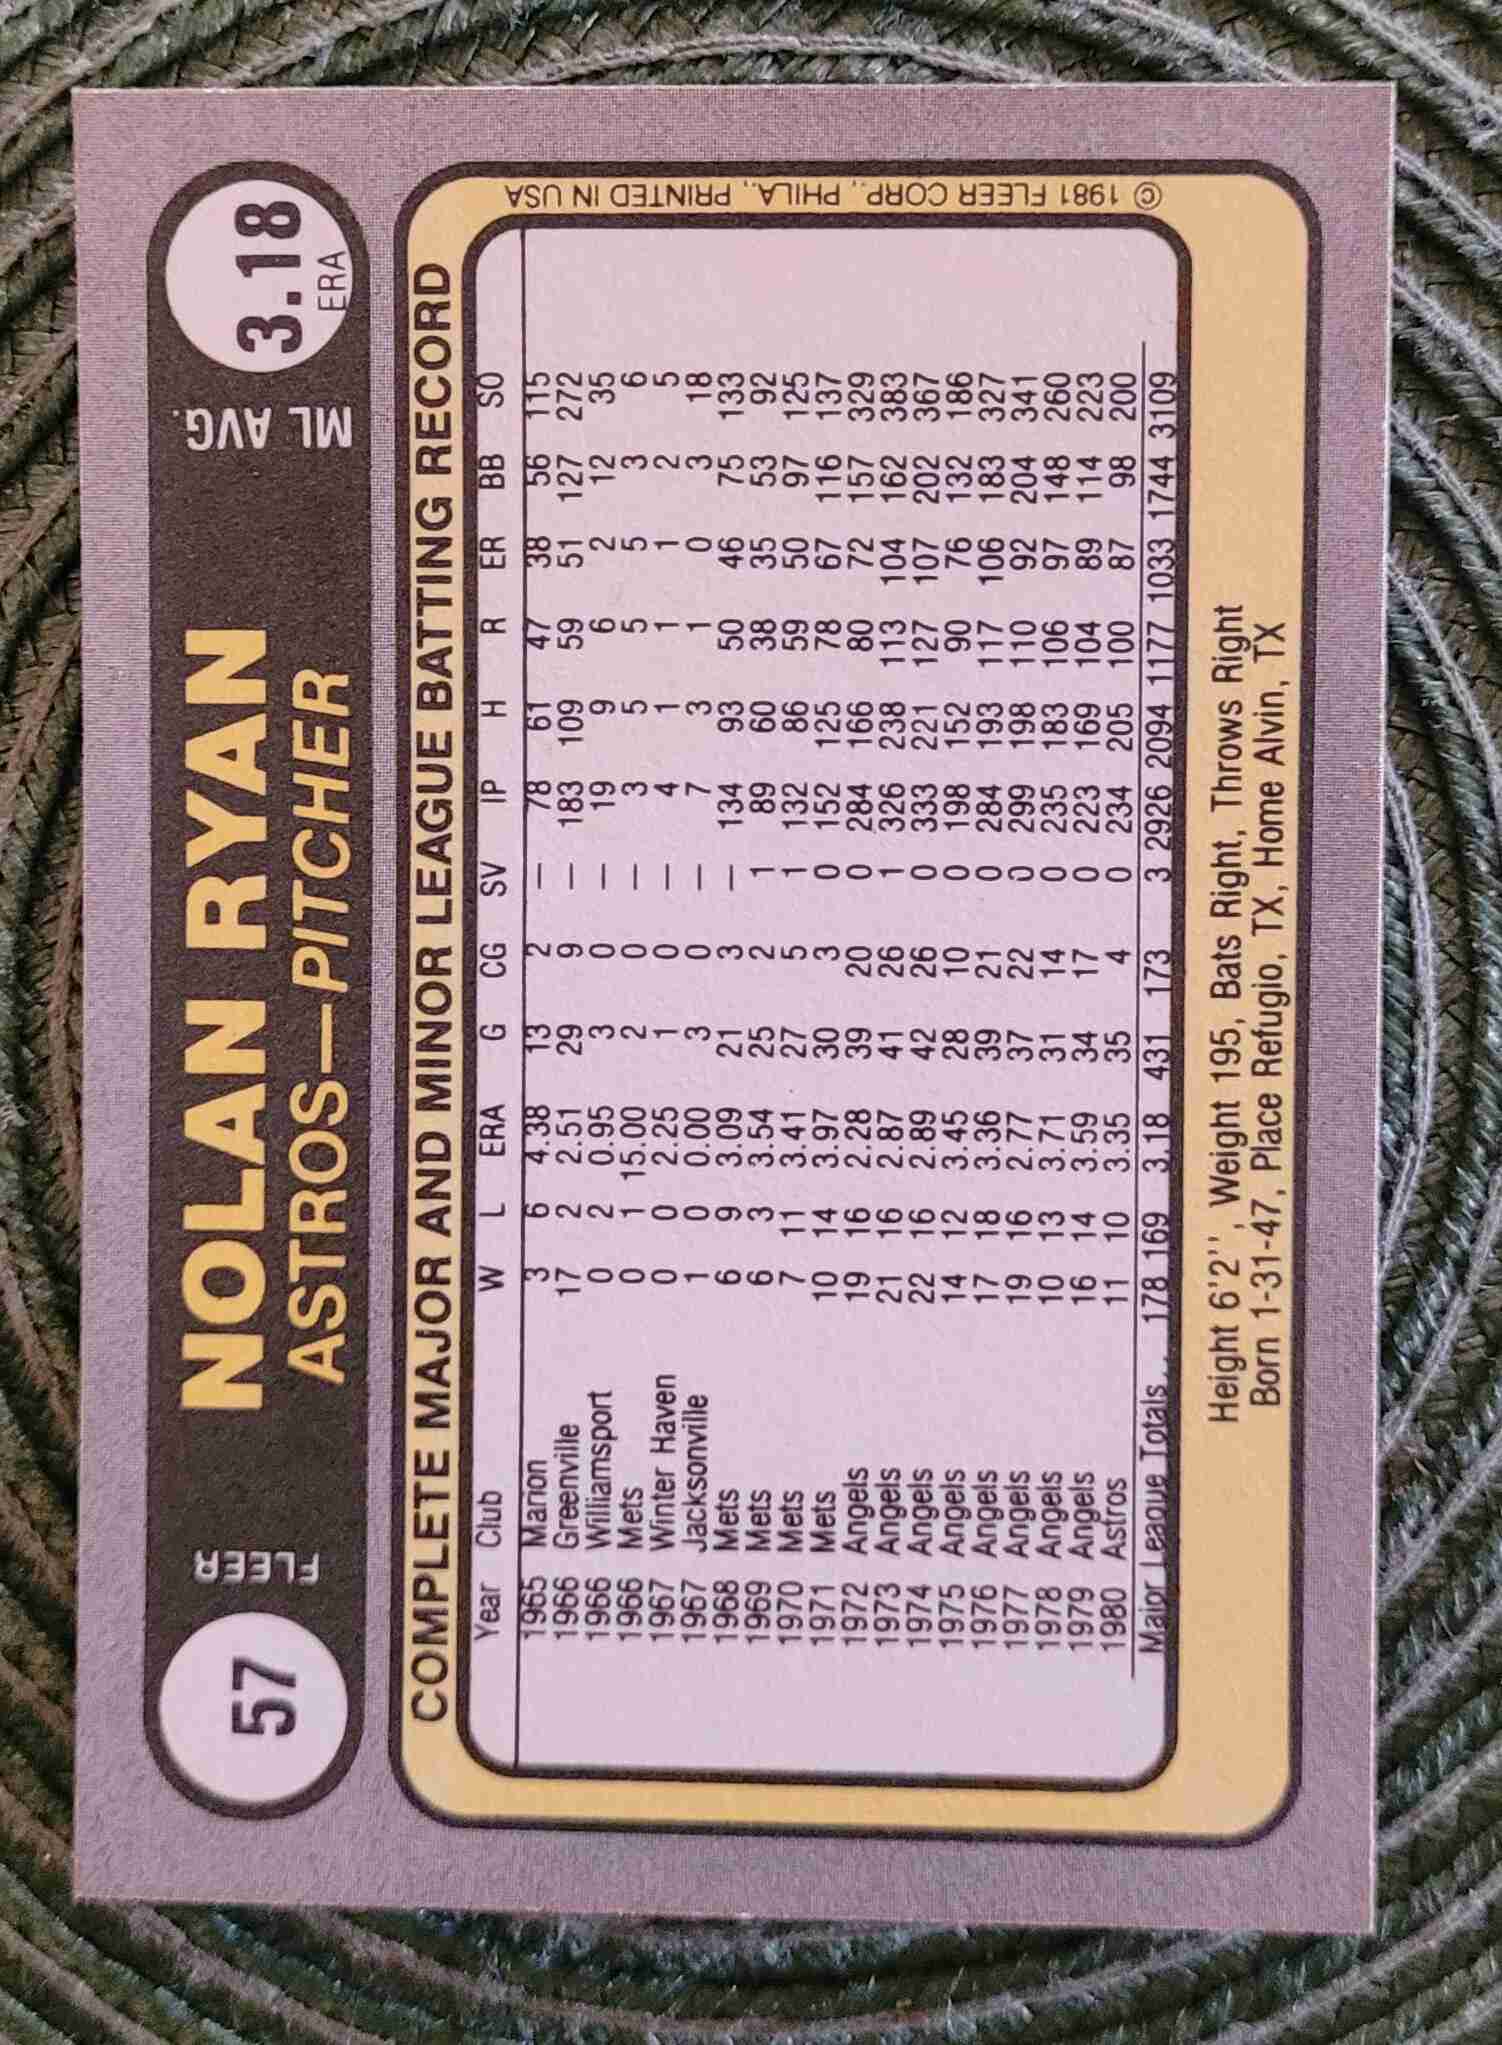 57
FLEER
NOLAN RYAN
ASTROS—PITCHER
ML AVG.
3.18
ERA
COMPLETE MAJOR AND MINOR LEAGUE BATTING RECORD
Year Club W L ERA G CG SV IP H R ER BB SO
1965 Marion 3 6 4.38 13 2 — 78 61 47 38 56 115
1966 Greenville 17 2 2.51 29 9 — 183 109 59 51 127 272
1966 Williamsport 0 2 0.95 3 0 — 19 9 6 2 12 35
1966 Mets 0 1 15.00 2 0 — 3 5 5 5 3 6
1967 Winter Haven 0 0 2.25 1 0 — 4 1 1 1 2 5
1967 Jacksonville 1 0 0.00 3 0 — 7 3 1 0 3 18
1968 Mets 6 9 3.09 21 3 — 134 93 50 46 75 133
1969 Mets 6 3 3.54 25 2 1 89 60 38 35 53 92
1970 Mets 7 11 3.41 27 5 1 132 86 59 50 97 125
1971 Mets 10 14 3.97 30 3 0 152 125 78 67 116 137
1972 Angels 19 16 2.28 39 20 0 284 166 80 72 157 329
1973 Angels 21 16 2.87 41 26 1 326 238 113 104 162 383
1974 Angels 22 16 2.89 42 26 0 333 221 127 107 202 367
1975 Angels 14 12 3.45 28 10 0 198 152 90 76 132 186
1976 Angels 17 18 3.36 39 21 0 284 193 117 106 183 327
1977 Angels 19 16 2.77 37 22 0 299 198 110 92 204 341
1978 Angels 10 13 3.71 31 14 0 235 183 106 97 148 260
1979 Angels 16 14 3.59 34 17 0 223 169 104 89 114 223
1980 Astros 11 10 3.35 35 4 0 234 205 100 87 98 200
Major League Totals.. 178 169 3.18 431 173 3 2926 2094 1177 1033 1744 3109
Height 6'2'', Weight 195, Bats Right, Throws Right
Born 1-31-47, Place Refugio, TX, Home Alvin, TX
© 1981 FLEER CORP., PHILA., PRINTED IN USA